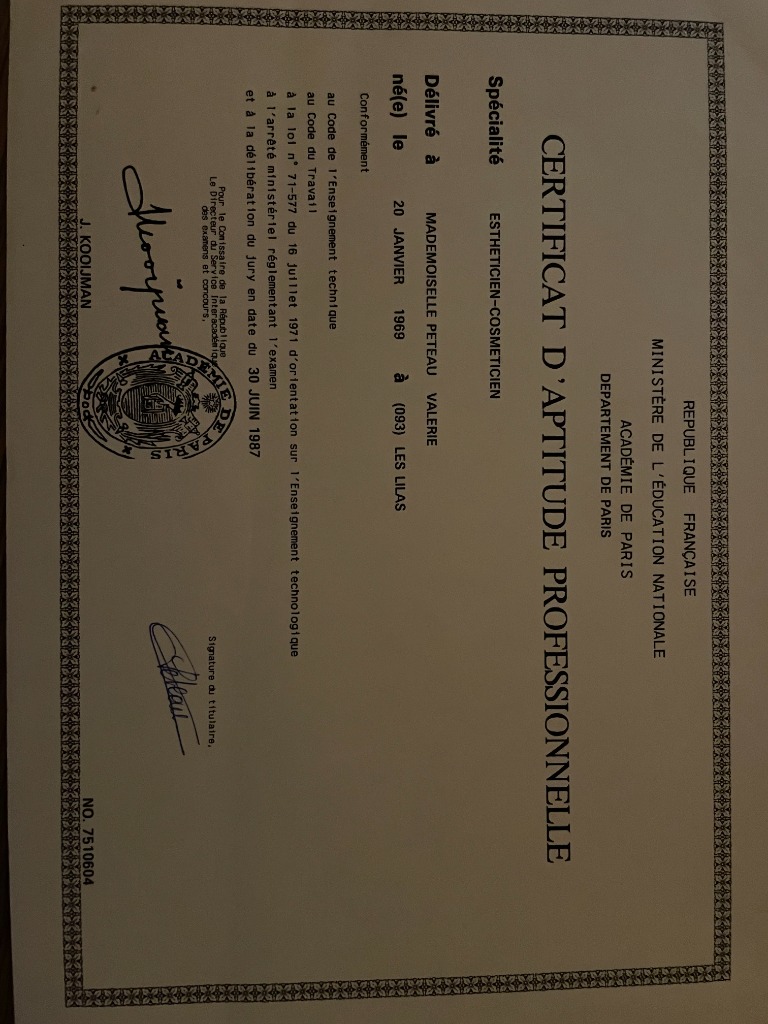 REPUBLIQUE FRANÇAISE
MINISTÈRE DE L'ÉDUCATION NATIONALE
ACADÉMIE DE PARIS
DEPARTEMENT DE PARIS
CERTIFICAT D'APTITUDE PROFESSIONNELLE
Spécialité ESTHETICIEN-COSMETICIEN
Délivré à MADEMOISELLE PETEAU VALERIE
né(e) le 20 JANVIER 1969 à (093) LES LILAS
Conformément
au Code de l'Enseignement technique
au Code du Travail
à la loi n° 71-577 du 16 juillet 1971 d'orientation sur l'Enseignement technologique
à l'arrêté ministériel réglementant l'examen
et à la délibération du jury en date du 30 JUIN 1987
Pour le Comissaire de la République
Le Directeur du Service Interacadémique
des examens et concours,
Signature du titulaire,
Kooijman
Peteau
ACADÉMIE DE PARIS
J. KOOIJMAN
NO. 7510604